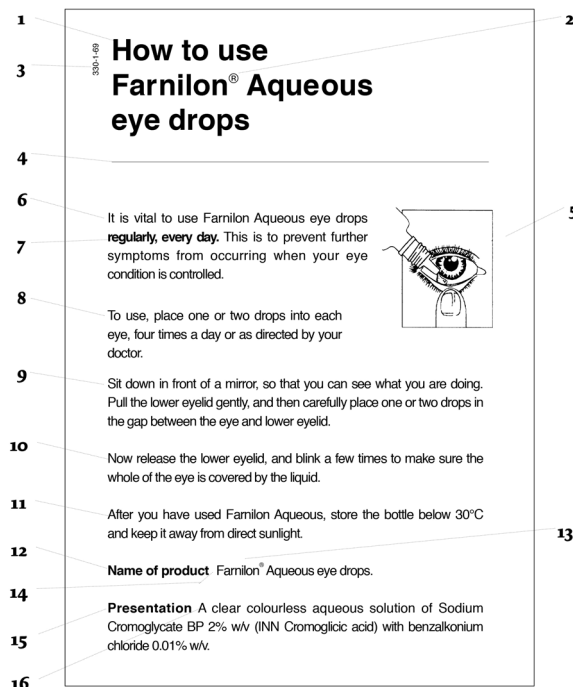 1
2
3
330-1-69
How to use
Farnilon® Aqueous
eye drops
4
5
6
It is vital to use Farnilon Aqueous eye drops
7
regularly, every day. This is to prevent further
symptoms from occurring when your eye
condition is controlled.
8
To use, place one or two drops into each
eye, four times a day or as directed by your
doctor.
9
Sit down in front of a mirror, so that you can see what you are doing.
Pull the lower eyelid gently, and then carefully place one or two drops in
the gap between the eye and lower eyelid.
10
Now release the lower eyelid, and blink a few times to make sure the
whole of the eye is covered by the liquid.
11
After you have used Farnilon Aqueous, store the bottle below 30°C
and keep it away from direct sunlight.
12
13
Name of product Farnilon® Aqueous eye drops.
14
Presentation A clear colourless aqueous solution of Sodium
15
Cromoglycate BP 2% w/v (INN Cromoglicic acid) with benzalkonium
chloride 0.01% w/v.
16